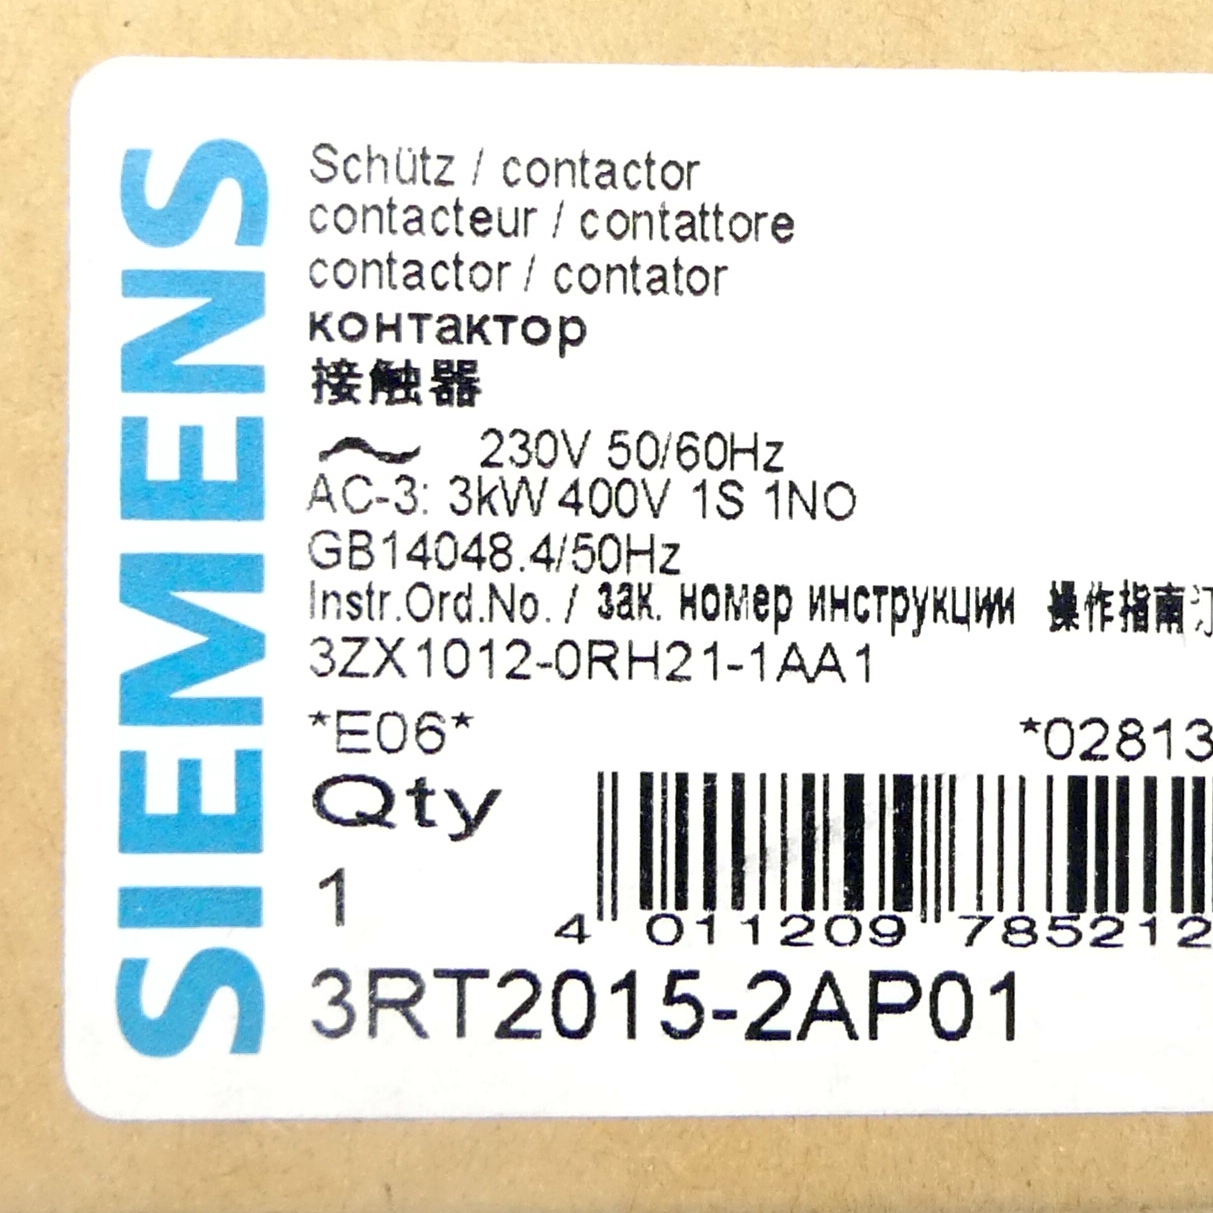 SIEMENS
Schütz / contactor
contacteur / contattore
contactor / contator
контактор
接触器
~ 230V 50/60Hz
AC-3: 3kW 400V 1S 1NO
GB14048.4/50Hz
Instr.Ord.No. / зак. номер инструкции 操作指南
3ZX1012-0RH21-1AA1
*E06* *02813
Qty
1
4 011209 785212
3RT2015-2AP01